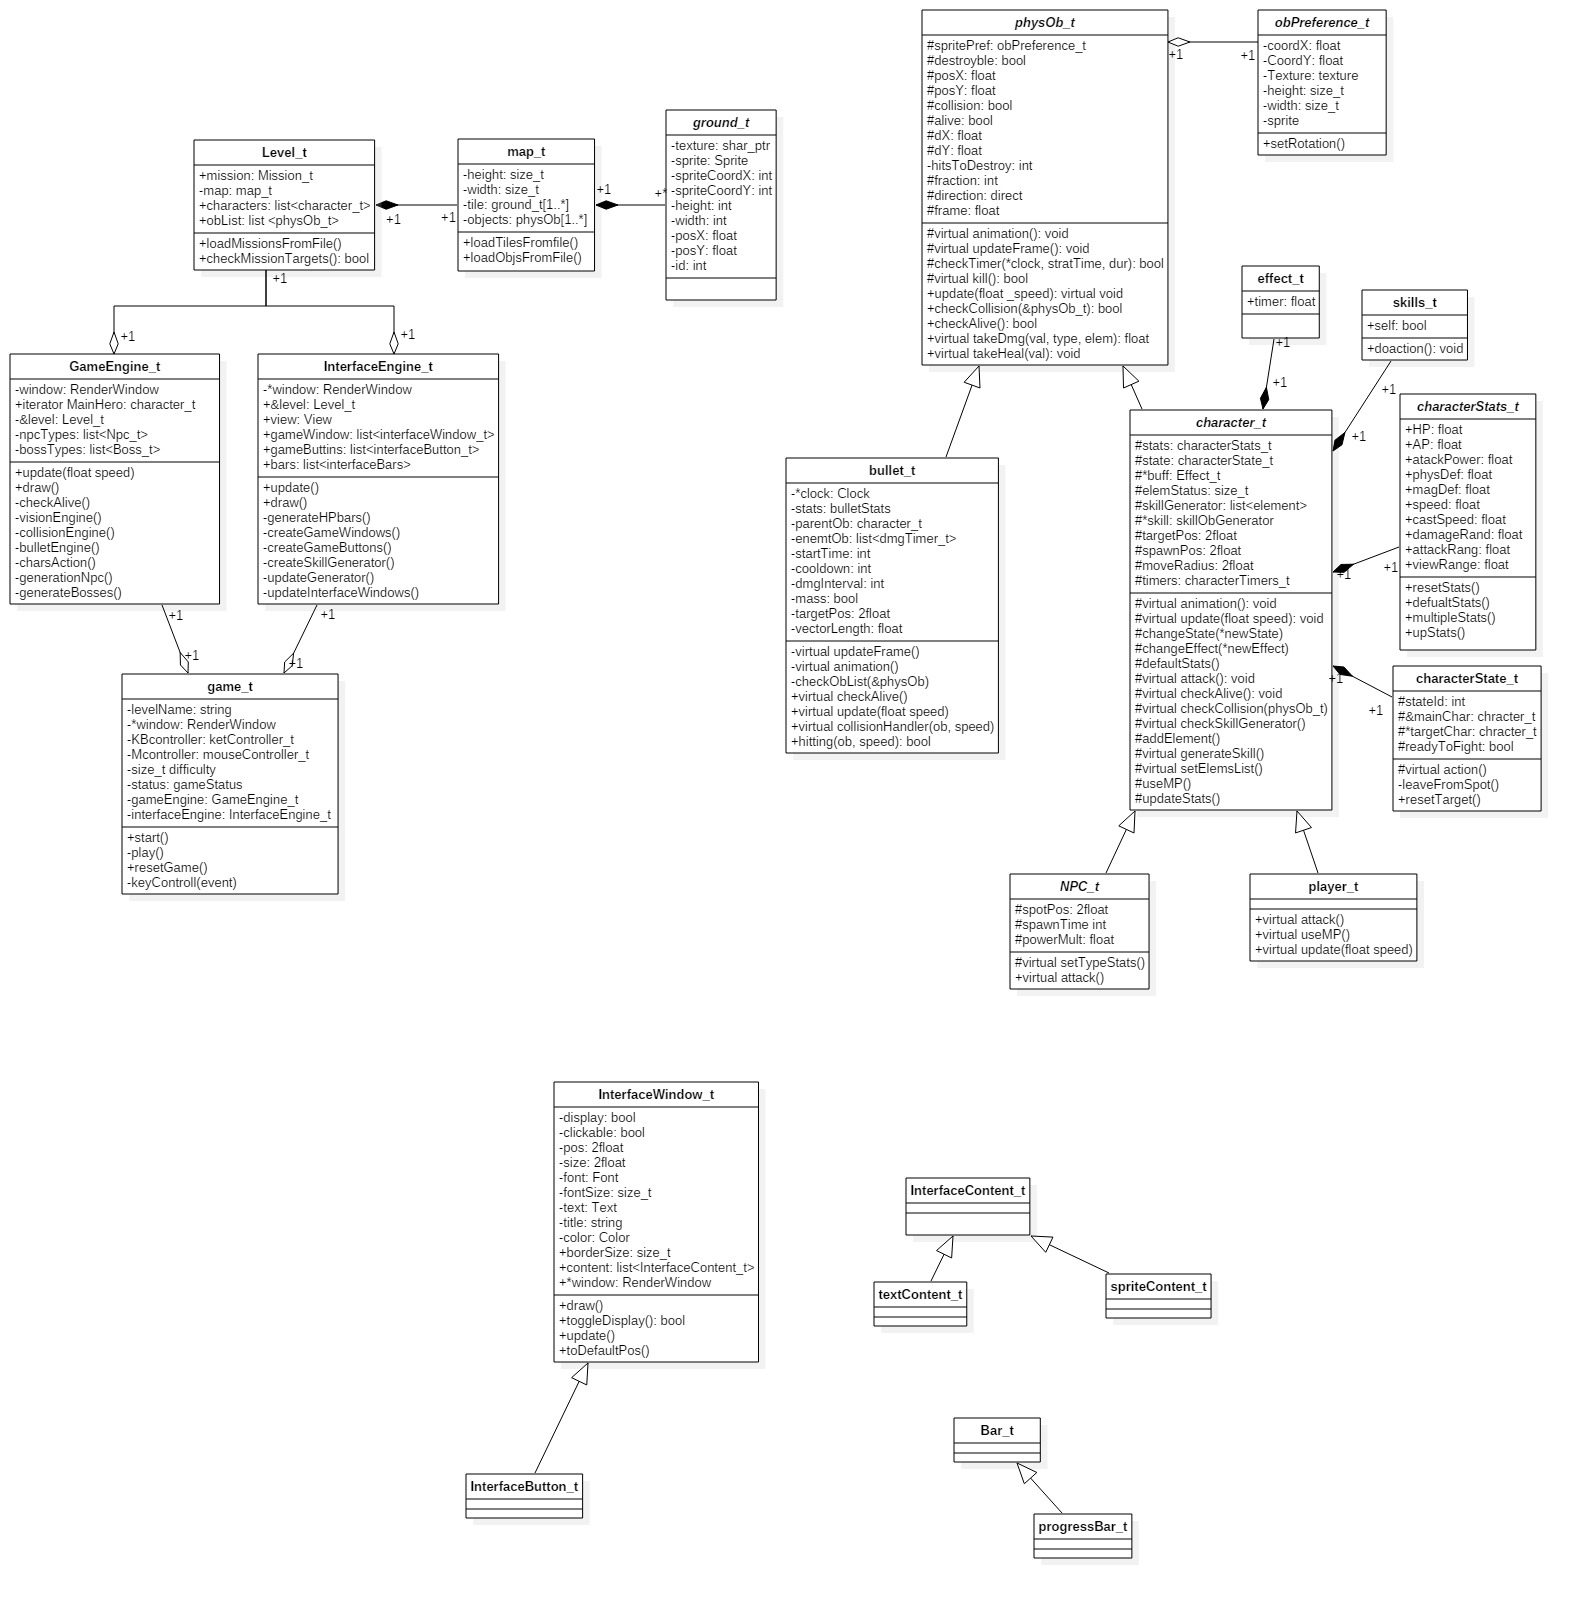 physOb_t
#spritePref: obPreference_t
#destroyble: bool
#posX: float
#posY: float
#collision: bool
#alive: bool
#dX: float
#dY: float
-hitsToDestroy: int
#fraction: int
#direction: direct
#frame: float
#virtual animation(): void
#virtual updateFrame(): void
#checkTimer(*clock, stratTime, dur): bool
#virtual kill(): bool
+update(float _speed): virtual void
+checkCollision(&physOb_t): bool
+checkAlive(): bool
+virtual takeDmg(val, type, elem): float
+virtual takeHeal(val): void
+1
+1
obPreference_t
-coordX: float
-CoordY: float
-Texture: texture
-height: size_t
-width: size_t
-sprite
+setRotation()
Level_t
+mission: Mission_t
-map: map_t
+characters: list<character_t>
+obList: list <physOb_t>
+loadMissionsFromFile()
+checkMissionTargets(): bool
+1
+1
+1
map_t
-height: size_t
-width: size_t
-tile: ground_t[1..*]
-objects: physOb[1..*]
+loadTilesFromfile()
+loadObjsFromFile()
+1
+*
ground_t
-texture: shar_ptr
-sprite: Sprite
-spriteCoordX: int
-spriteCoordY: int
-height: int
-width: int
-posX: float
-posY: float
-id: int
+1
+1
GameEngine_t
-window: RenderWindow
+iterator MainHero: character_t
-&level: Level_t
-npcTypes: list<Npc_t>
-bossTypes: list<Boss_t>
+update(float speed)
+draw()
-checkAlive()
-visionEngine()
-collisionEngine()
-bulletEngine()
-charsAction()
-generationNpc()
-generateBosses()
+1
+1
InterfaceEngine_t
-*window: RenderWindow
+&level: Level_t
+view: View
+gameWindow: list<interfaceWindow_t>
+gameButtins: list<interfaceButton_t>
+bars: list<interfaceBars>
+update()
+draw()
-generateHPbars()
-createGameWindows()
-createGameButtons()
-createSkillGenerator()
-updateGenerator()
-updateInterfaceWindows()
+1
+1
game_t
-levelName: string
-*window: RenderWindow
-KBcontroller: ketController_t
-Mcontroller: mouseController_t
-size_t difficulty
-status: gameStatus
-gameEngine: GameEngine_t
-interfaceEngine: InterfaceEngine_t
+start()
-play()
+resetGame()
-keyControll(event)
bullet_t
-*clock: Clock
-stats: bulletStats
-parentOb: character_t
-enemtOb: list<dmgTimer_t>
-startTime: int
-cooldown: int
-dmgInterval: int
-mass: bool
-targetPos: 2float
-vectorLength: float
-virtual updateFrame()
-virtual animation()
-checkObList(&physOb)
+virtual checkAlive()
+virtual update(float speed)
+virtual collisionHandler(ob, speed)
+hitting(ob, speed): bool
effect_t
+timer: float
+1
+1
skills_t
+self: bool
+doaction(): void
+1
+1
character_t
#stats: characterStats_t
#state: characterState_t
#*buff: Effect_t
#elemStatus: size_t
#skillGenerator: list<element>
#*skill: skillObGenerator
#targetPos: 2float
#spawnPos: 2float
#moveRadius: 2float
#timers: characterTimers_t
#virtual animation(): void
#virtual update(float speed): void
#changeState(*newState)
#changeEffect(*newEffect)
#defaultStats()
#virtual attack(): void
#virtual checkAlive(): void
#virtual checkCollision(physOb_t)
#virtual checkSkillGenerator()
#addElement()
#virtual generateSkill()
#virtual setElemsList()
#useMP()
#updateStats()
characterStats_t
+HP: float
+AP: float
+atackPower: float
+physDef: float
+magDef: float
+speed: float
+castSpeed: float
+damageRand: float
+attackRang: float
+viewRange: float
+resetStats()
+defualtStats()
+multipleStats()
+upStats()
+1
+1
characterState_t
#stateId: int
#&mainChar: chracter_t
#*targetChar: chracter_t
#readyToFight: bool
#virtual action()
-leaveFromSpot()
+resetTarget()
+1
+1
NPC_t
#spotPos: 2float
#spawnTime int
#powerMult: float
#virtual setTypeStats()
+virtual attack()
player_t
+virtual attack()
+virtual useMP()
+virtual update(float speed)
InterfaceWindow_t
-display: bool
-clickable: bool
-pos: 2float
-size: 2float
-font: Font
-fontSize: size_t
-text: Text
-title: string
-color: Color
+borderSize: size_t
+content: list<InterfaceContent_t>
+*window: RenderWindow
+draw()
+toggleDisplay(): bool
+update()
+toDefaultPos()
InterfaceContent_t
textContent_t
spriteContent_t
InterfaceButton_t
Bar_t
progressBar_t